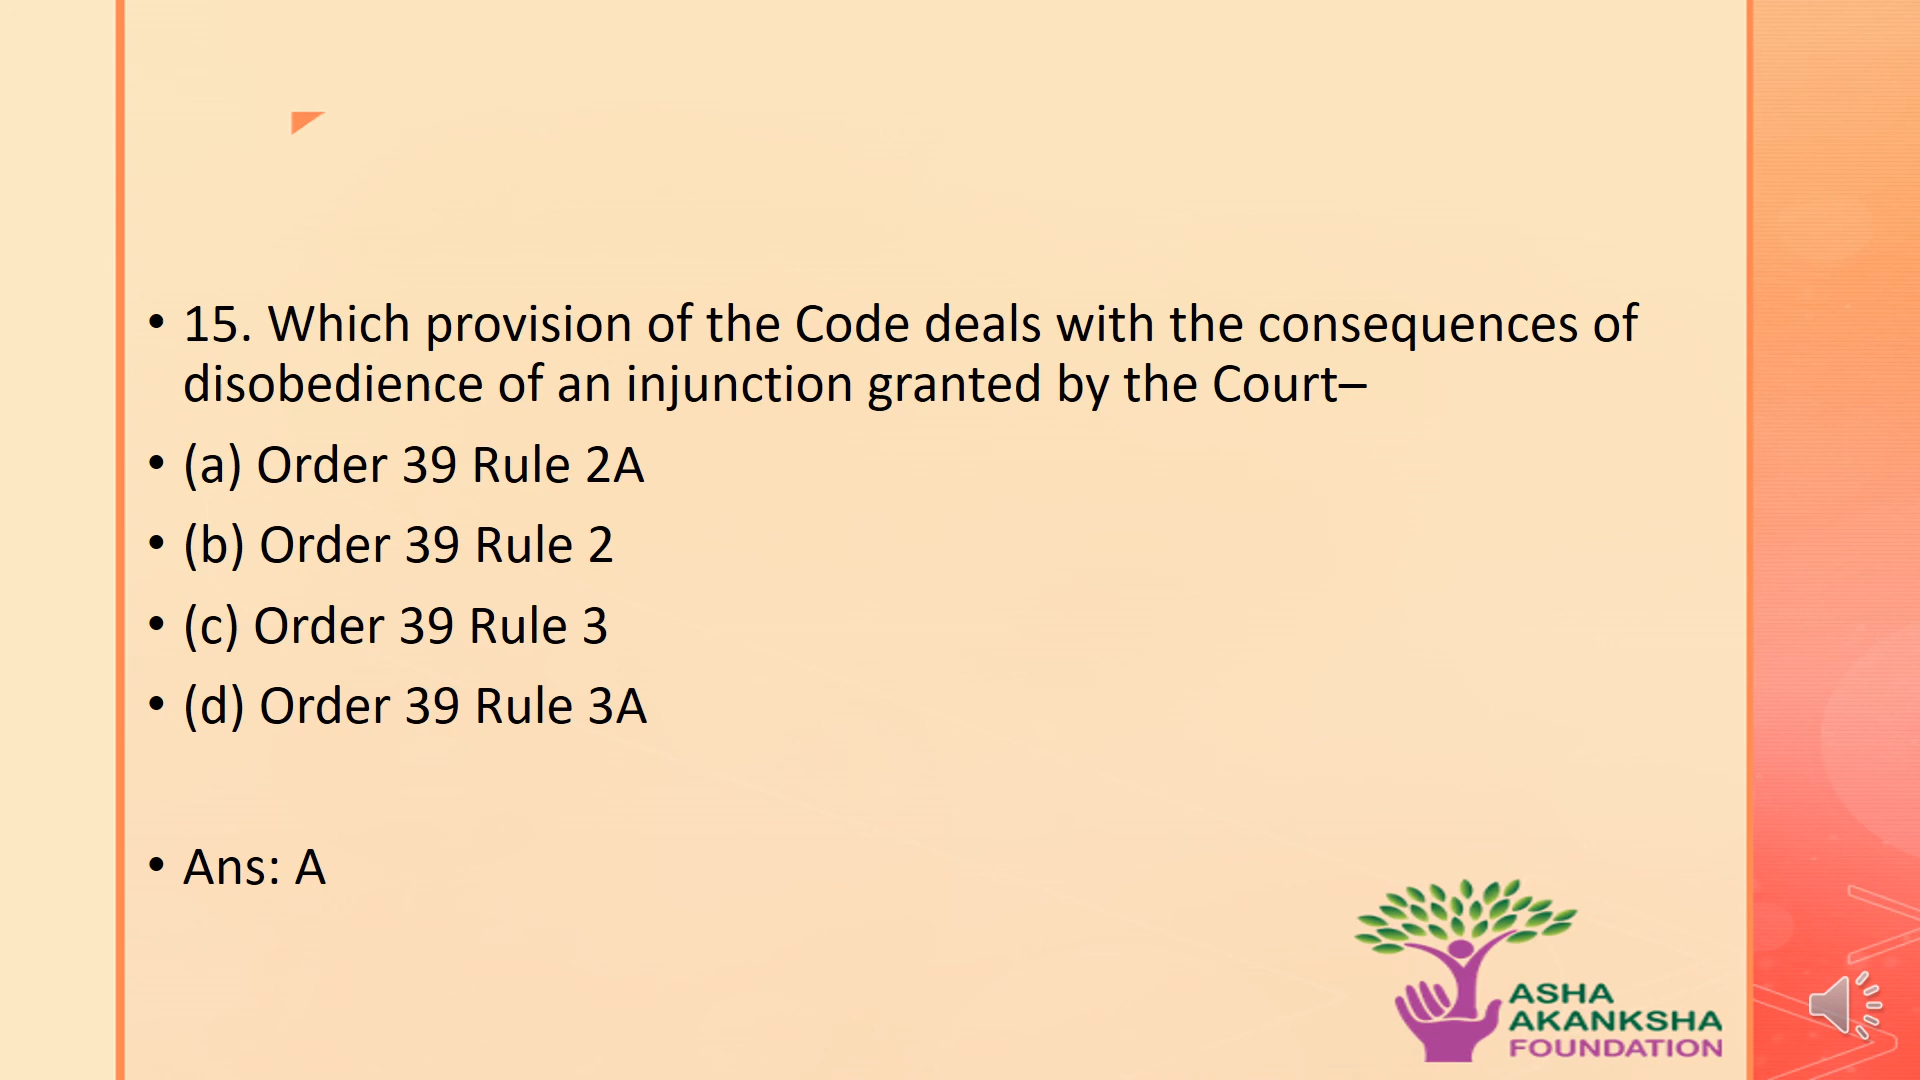 • 15. Which provision of the Code deals with the consequences of
disobedience of an injunction granted by the Court–
• (a) Order 39 Rule 2A
• (b) Order 39 Rule 2
• (c) Order 39 Rule 3
• (d) Order 39 Rule 3A
• Ans: A
ASHA
AKANKSHA
FOUNDATION